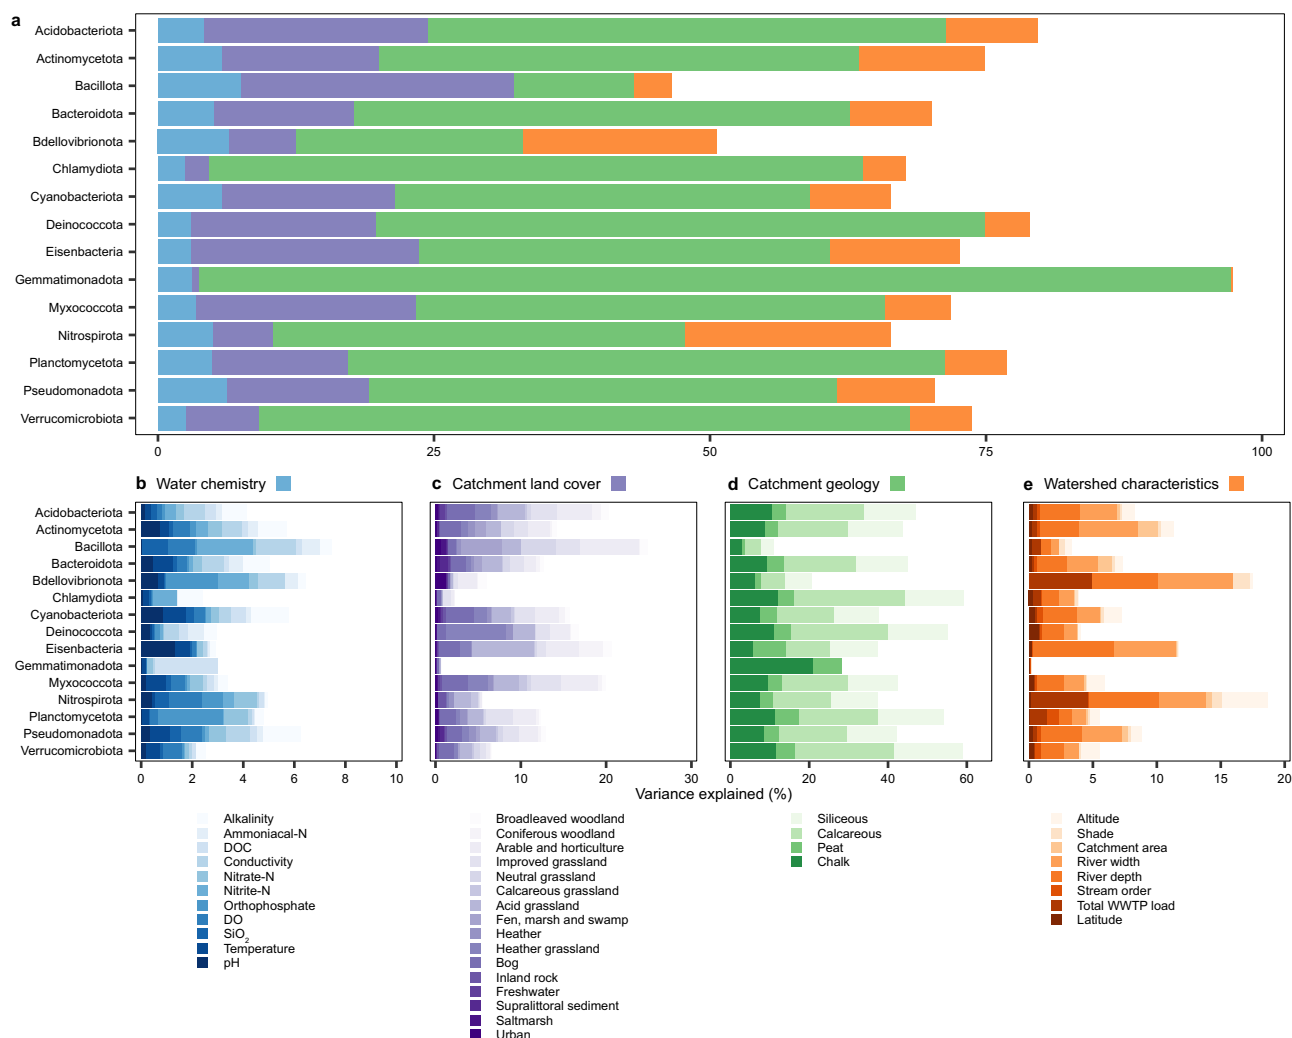 a
Acidobacteriota
Actinomycetota
Bacillota
Bacteroidota
Bdellovibrionota
Chlamydiota
Cyanobacteriota
Deinococcota
Eisenbacteria
Gemmatimonadota
Myxococcota
Nitrospirota
Planctomycetota
Pseudomonadota
Verrucomicrobiota
0 25 50 75 100
b Water chemistry
c Catchment land cover
d Catchment geology
e Watershed characteristics
Acidobacteriota
Actinomycetota
Bacillota
Bacteroidota
Bdellovibrionota
Chlamydiota
Cyanobacteriota
Deinococcota
Eisenbacteria
Gemmatimonadota
Myxococcota
Nitrospirota
Planctomycetota
Pseudomonadota
Verrucomicrobiota
0 2 4 6 8 10
0 10 20 30
0 20 40 60
0 5 10 15 20
Variance explained (%)
Alkalinity
Ammoniacal-N
DOC
Conductivity
Nitrate-N
Nitrite-N
Orthophosphate
DO
SiO2
Temperature
pH
Broadleaved woodland
Coniferous woodland
Arable and horticulture
Improved grassland
Neutral grassland
Calcareous grassland
Acid grassland
Fen, marsh and swamp
Heather
Heather grassland
Bog
Inland rock
Freshwater
Supralittoral sediment
Saltmarsh
Urban
Siliceous
Calcareous
Peat
Chalk
Altitude
Shade
Catchment area
River width
River depth
Stream order
Total WWTP load
Latitude